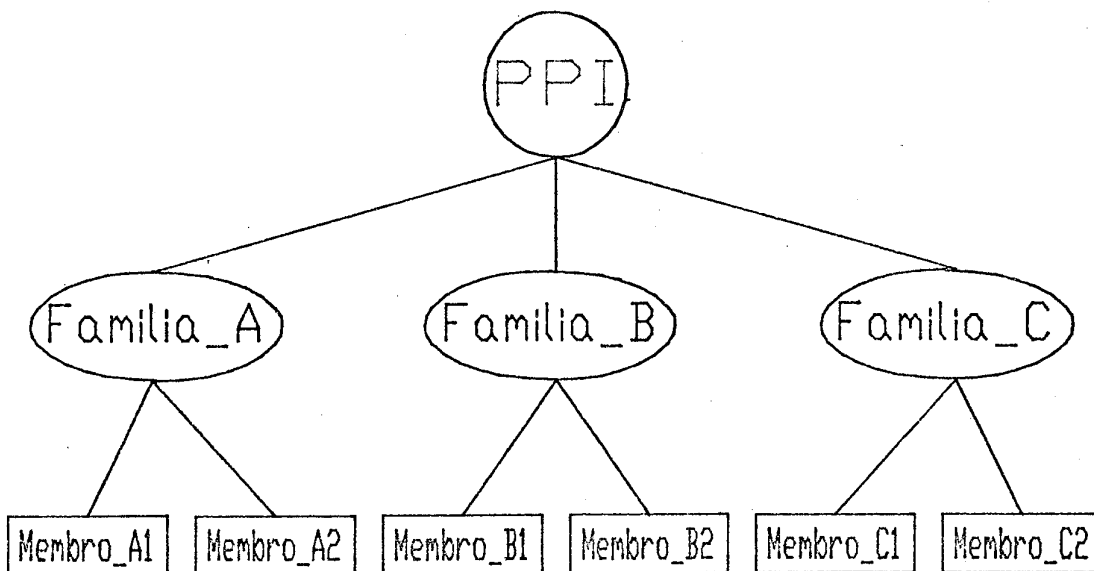 PPI
Familia_A Familia_B Familia_C
Membro_A1 Membro_A2 Membro_B1 Membro_B2 Membro_C1 Membro_C2